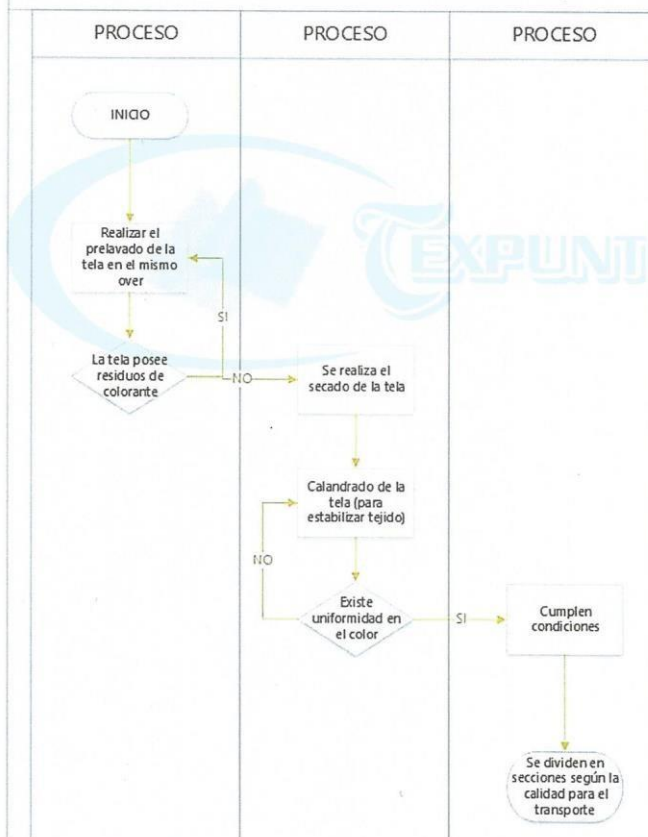 PROCESO
PROCESO
PROCESO
INICIO
Realizar el
prelavado de la
tela en el mismo
over
SI
La tela posee
residuos de
colorante
NO
Se realiza el
secado de la tela
Calandrado de la
tela (para
estabilizar tejido)
NO
Existe
uniformidad en
el color
SI
Cumplen
condiciones
Se dividen en
secciones según la
calidad para el
transporte
TEXPUNT